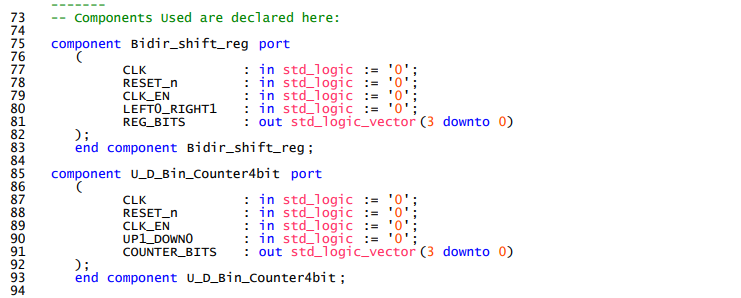 -------
73 -- Components Used are declared here:
74
75 component Bidir_shift_reg port
76 (
77 CLK : in std_logic := '0';
78 RESET_n : in std_logic := '0';
79 CLK_EN : in std_logic := '0';
80 LEFT0_RIGHT1 : in std_logic := '0';
81 REG_BITS : out std_logic_vector(3 downto 0)
82 );
83 end component Bidir_shift_reg;
84
85 component U_D_Bin_Counter4bit port
86 (
87 CLK : in std_logic := '0';
88 RESET_n : in std_logic := '0';
89 CLK_EN : in std_logic := '0';
90 UP1_DOWN0 : in std_logic := '0';
91 COUNTER_BITS : out std_logic_vector(3 downto 0)
92 );
93 end component U_D_Bin_Counter4bit;
94